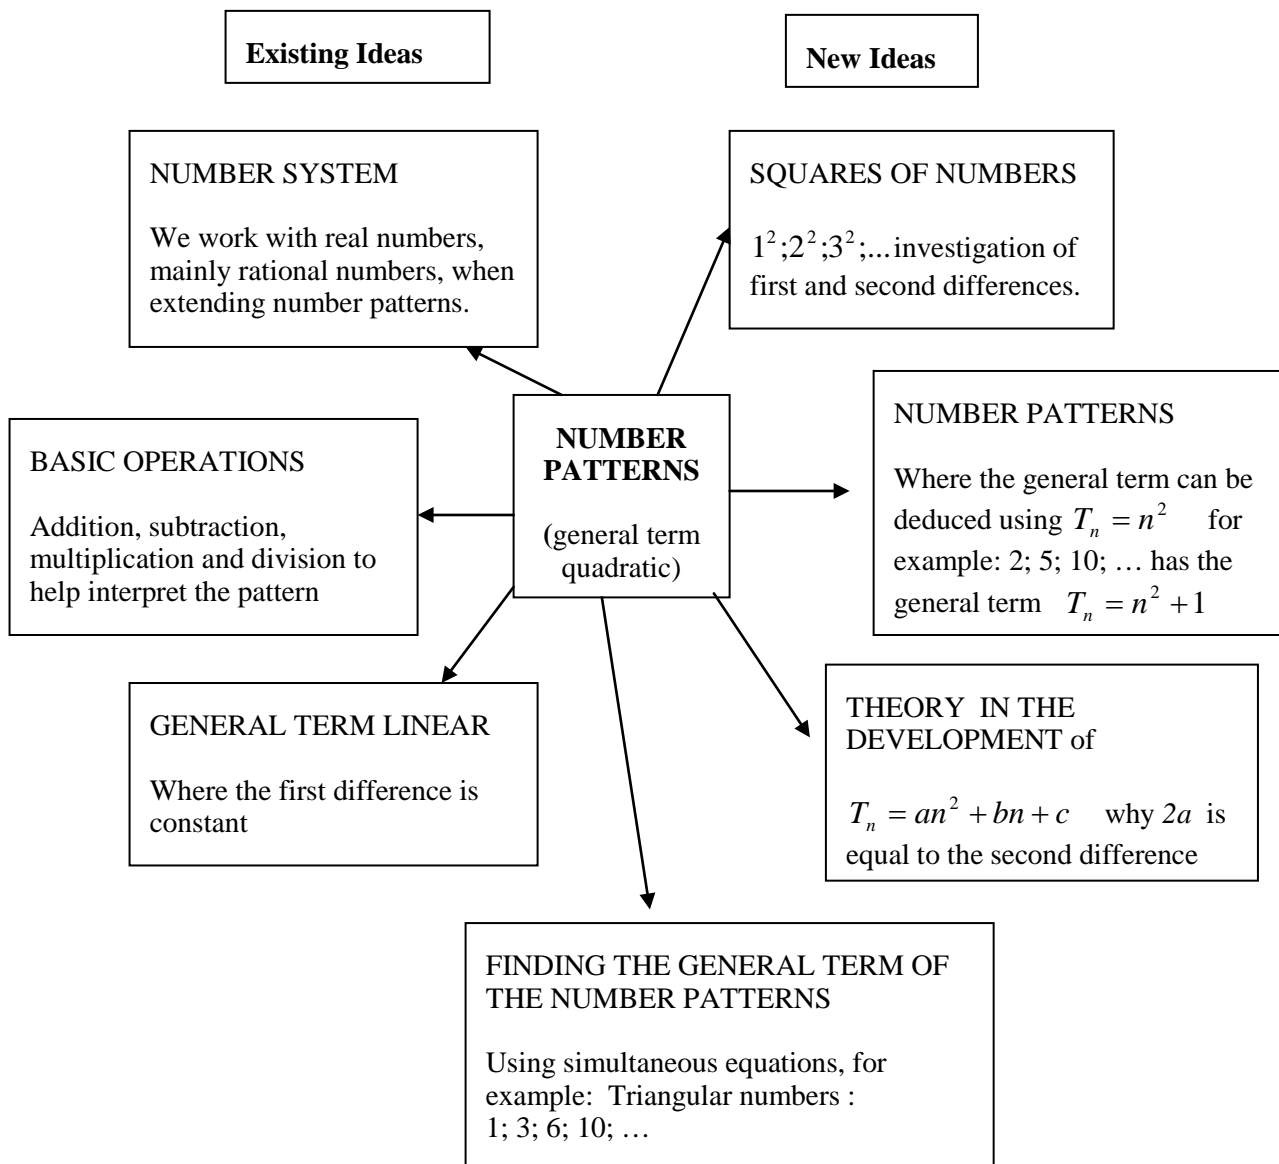 Existing Ideas
New Ideas
NUMBER SYSTEM
We work with real numbers,
mainly rational numbers, when
extending number patterns.
SQUARES OF NUMBERS
1²;2²;3²;... investigation of
first and second differences.
BASIC OPERATIONS
Addition, subtraction,
multiplication and division to
help interpret the pattern
NUMBER
PATTERNS
(general term
quadratic)
NUMBER PATTERNS
Where the general term can be
deduced using Tₙ = n² for
example: 2; 5; 10; … has the
general term Tₙ = n² + 1
GENERAL TERM LINEAR
Where the first difference is
constant
THEORY IN THE
DEVELOPMENT of
Tₙ = an² + bn + c why 2a is
equal to the second difference
FINDING THE GENERAL TERM OF
THE NUMBER PATTERNS
Using simultaneous equations, for
example: Triangular numbers :
1; 3; 6; 10; …